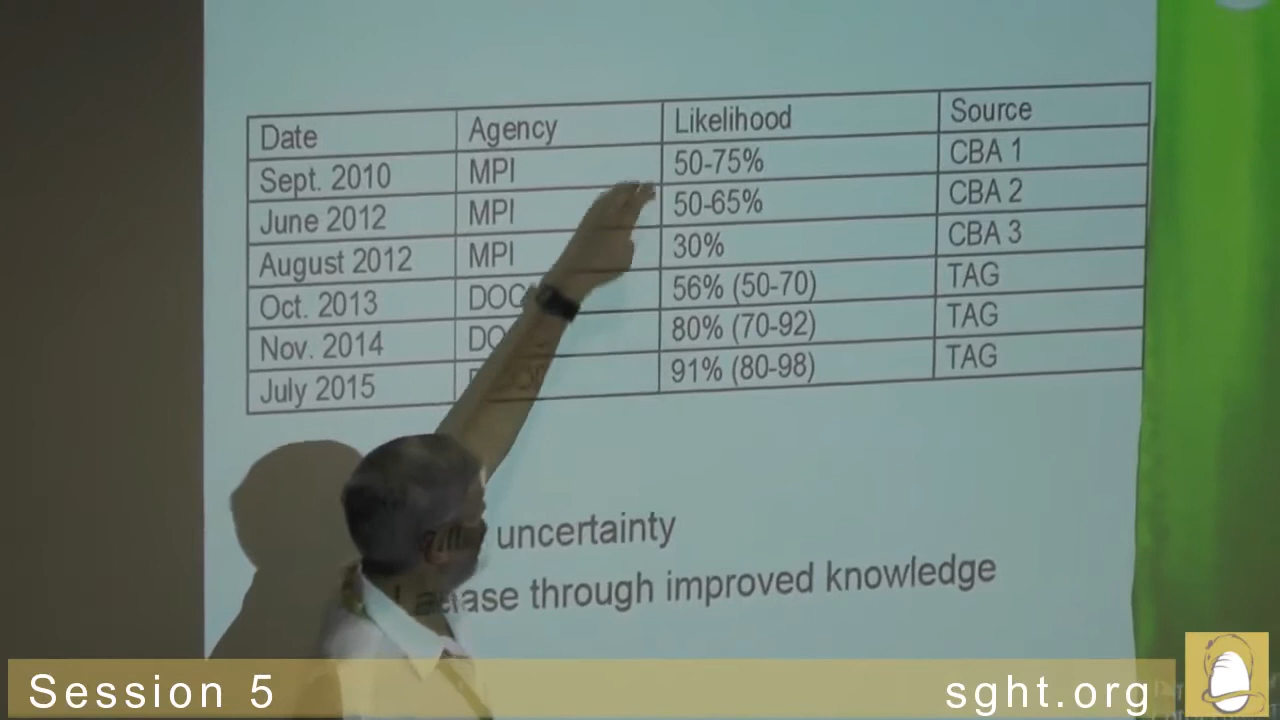 Date Agency Likelihood Source
Sept. 2010 MPI 50-75% CBA 1
June 2012 MPI 50-65% CBA 2
August 2012 MPI 30% CBA 3
Oct. 2013 DOC 56% (50-70) TAG
Nov. 2014 80% (70-92) TAG
July 2015 91% (80-98) TAG
uncertainty
through improved knowledge
Session 5
sght.org